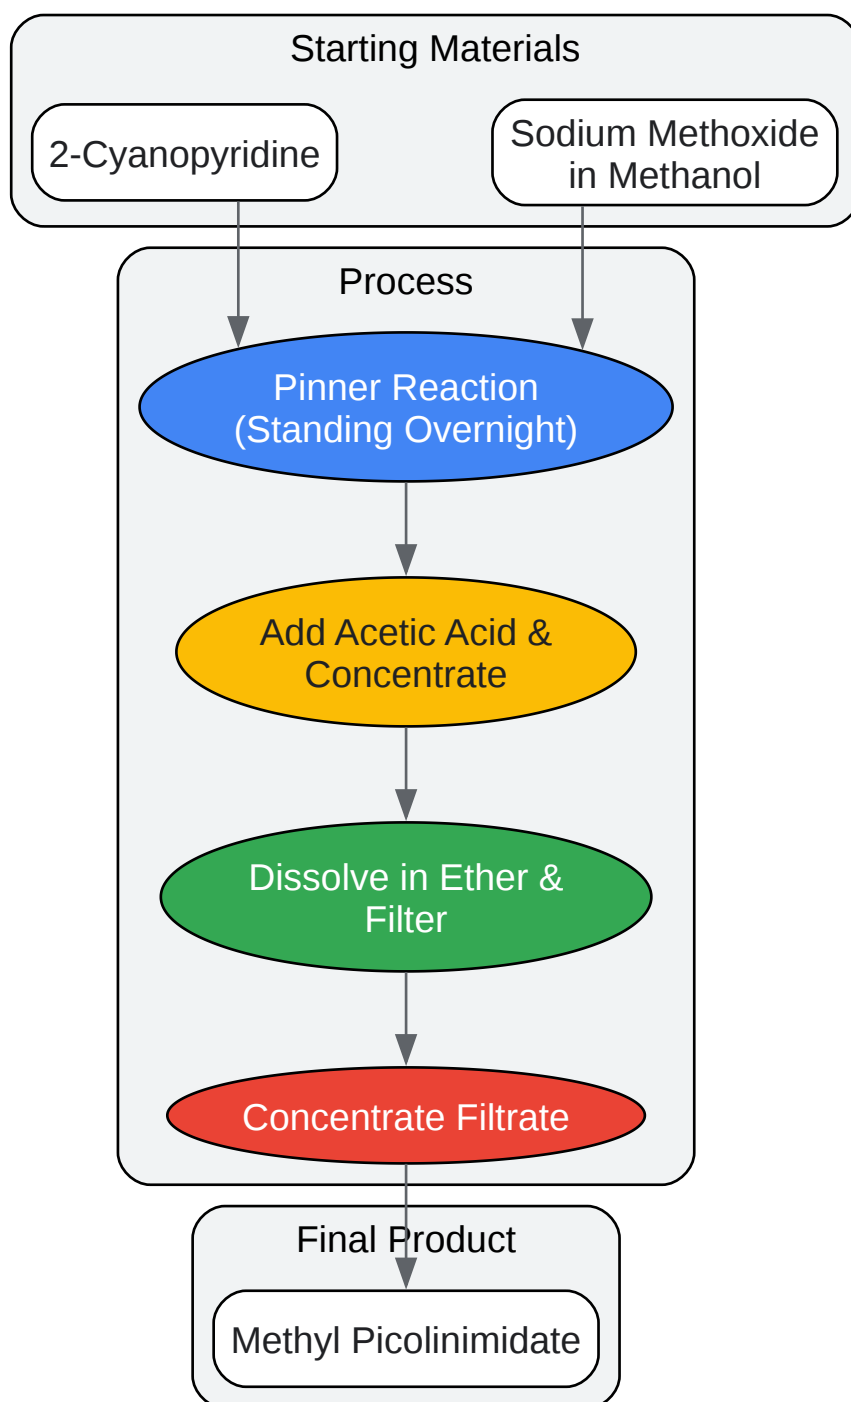 Starting Materials
2-Cyanopyridine
Sodium Methoxide
in Methanol
Process
Pinner Reaction
(Standing Overnight)
Add Acetic Acid &
Concentrate
Dissolve in Ether &
Filter
Concentrate Filtrate
Final Product
Methyl Picolinimidate